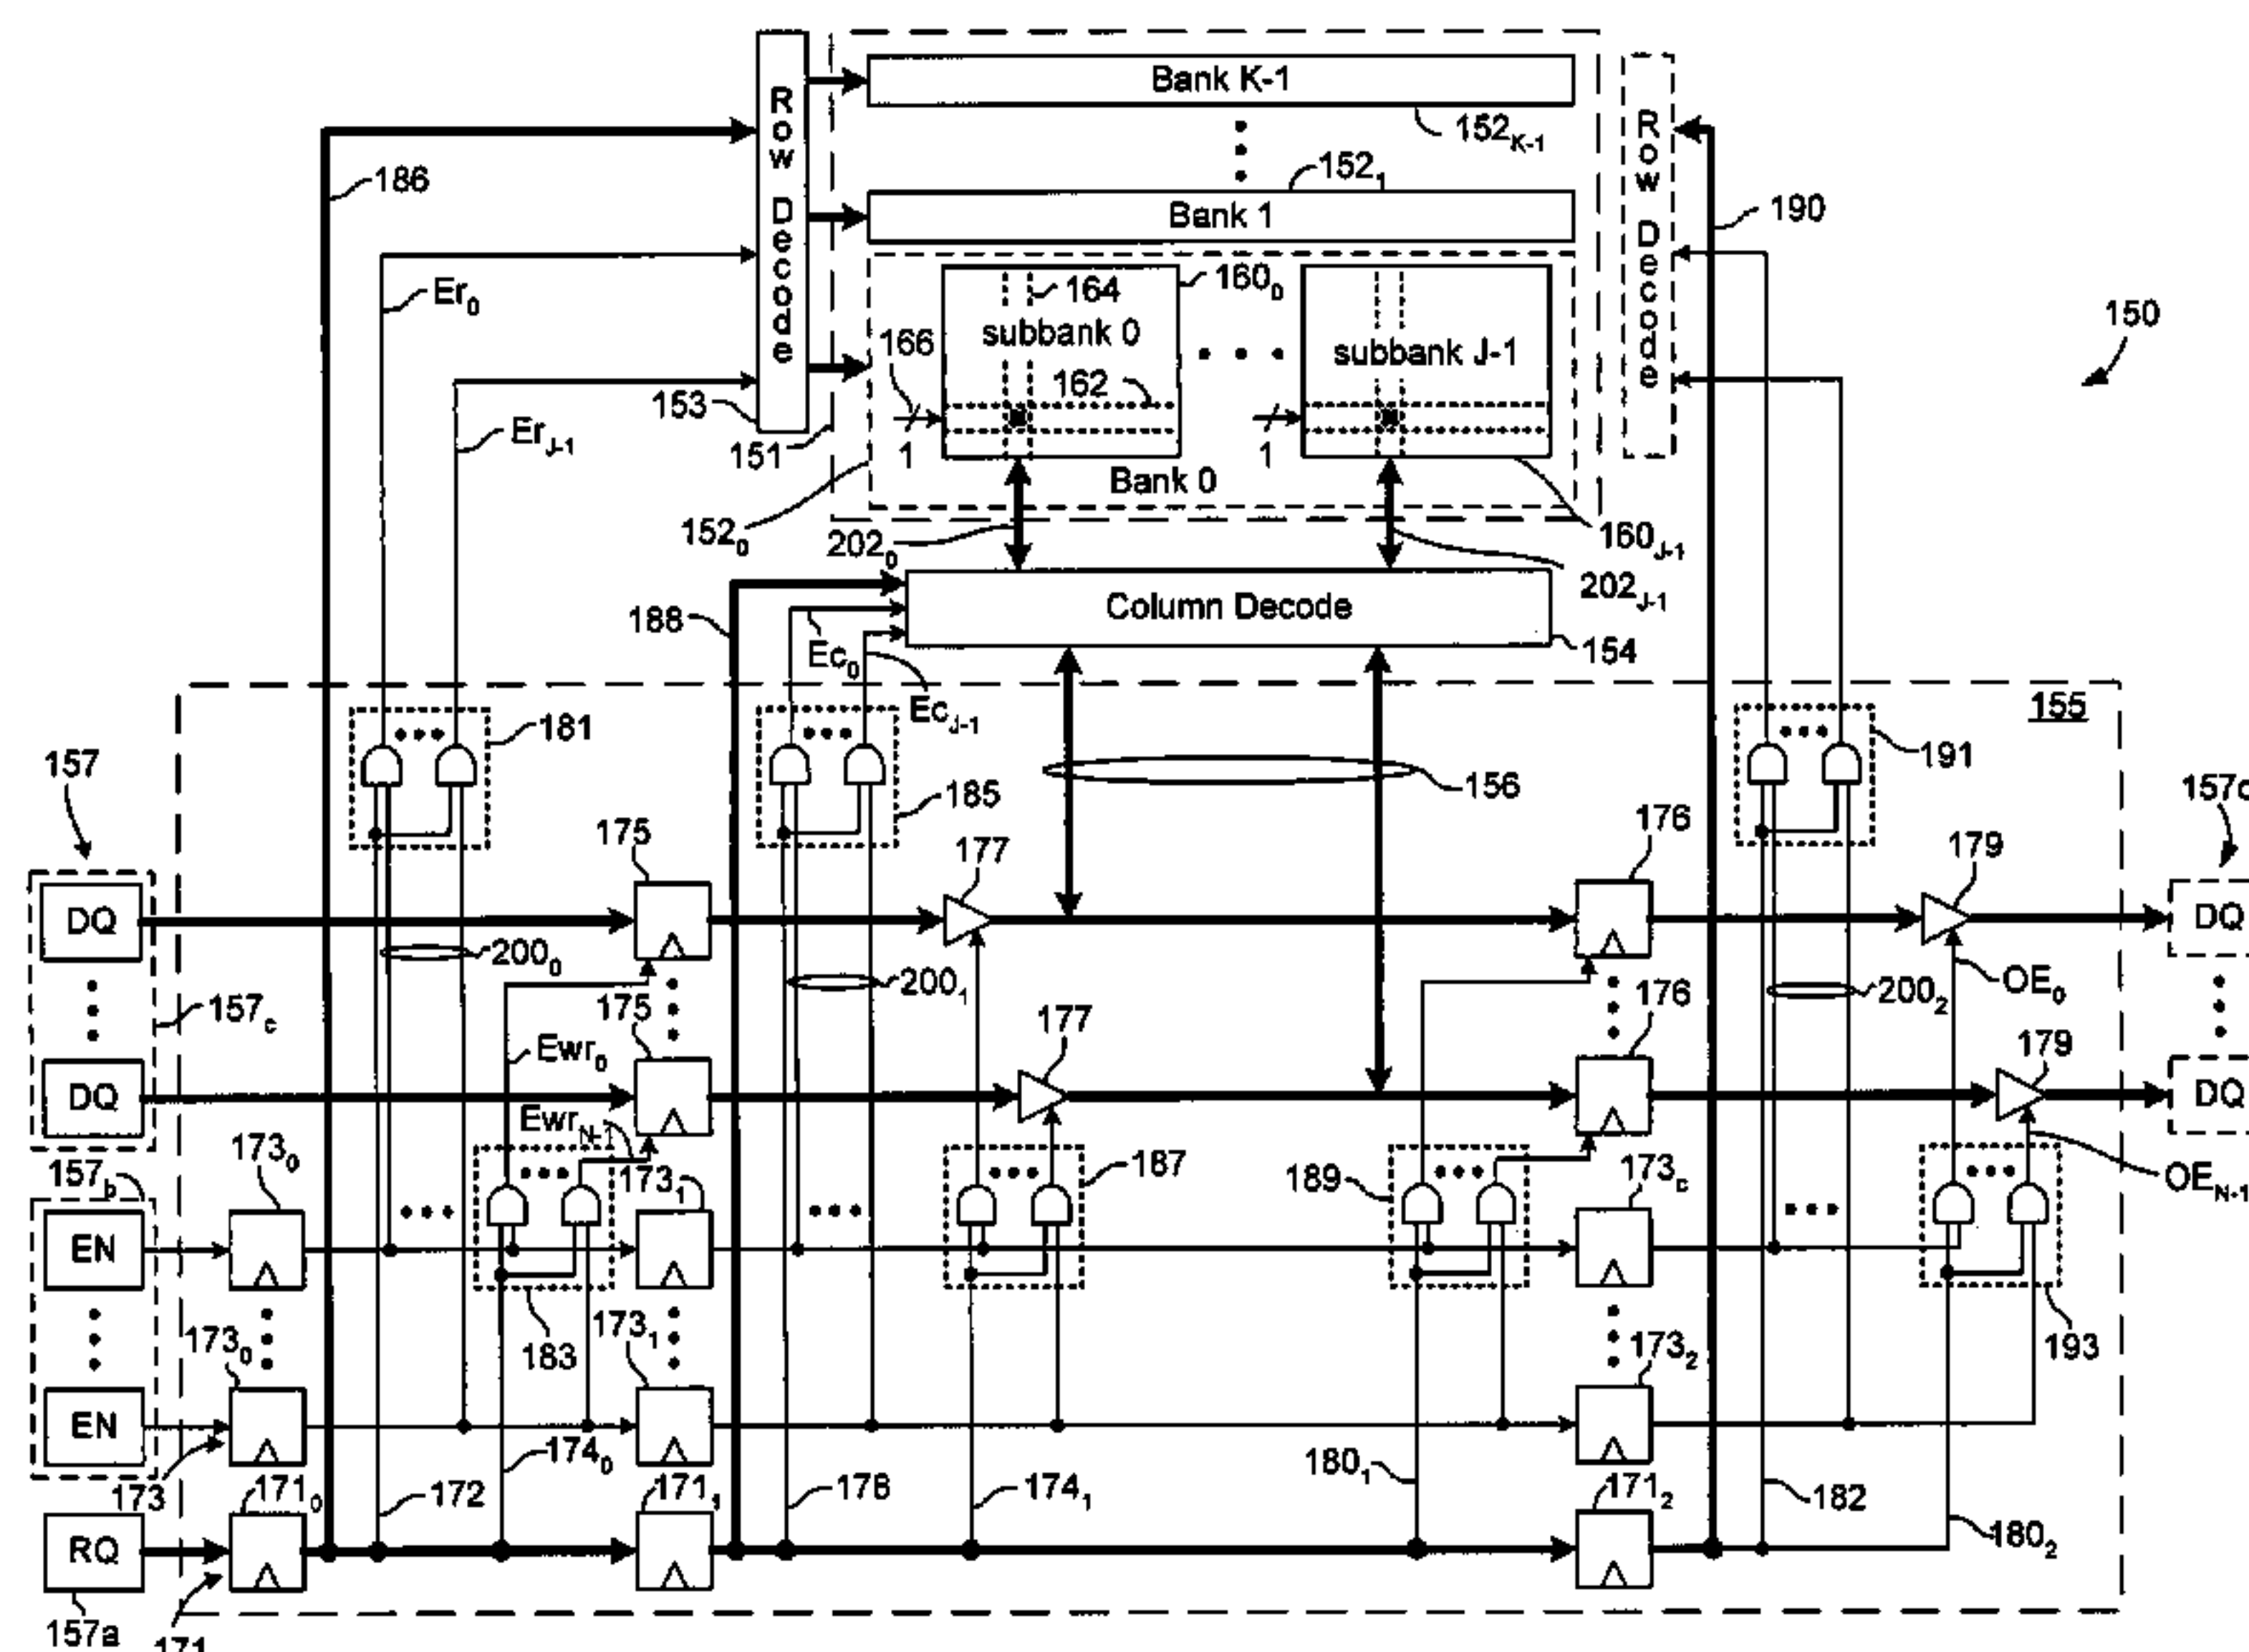 Bank K-1
152K-1
Row Decode
Row Decode
186
152₁
Bank 1
190
Er₀
164
160₀
150
subbank 0
subbank J-1
166
162
153
ErJ-1
151
1
1
Bank 0
152₀
202₀
160J-1
202J-1
188
Column Decode
154
Ec₀
EcJ-1
155
181
191
157
185
156
157c
175
177
176
179
DQ
DQ
200₀
200₁
200₂
OE₀
157c
175
177
176
179
Ewr₀
DQ
DQ
EwrN-1
173₀
157b
173₁
187
189
173c
OEN-1
EN
183
173₀
173₁
173₂
193
EN
174₀
180₁
173
171₀
172
171₁
178
174₁
171₂
182
RQ
180₂
157a
171